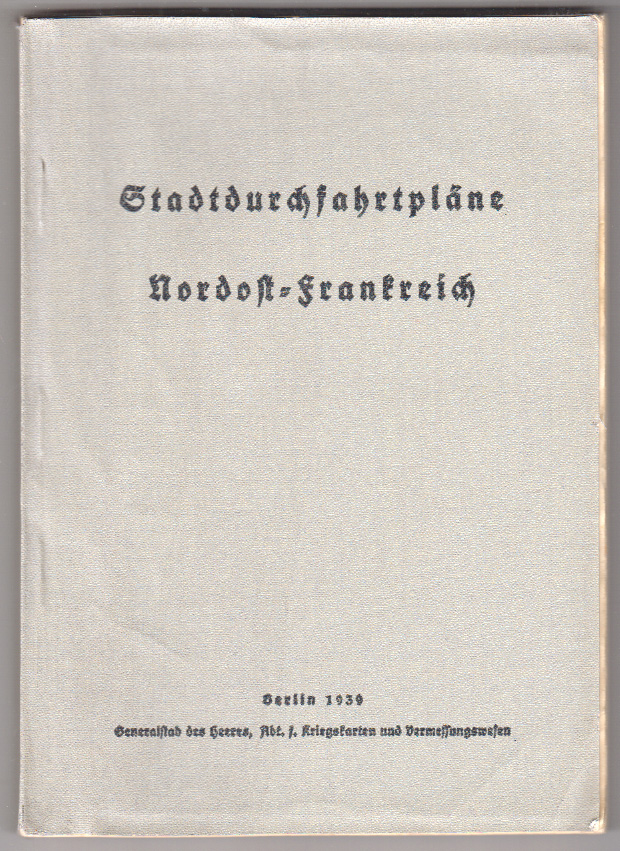 Stadtdurchfahrtpläne
Nordost-Frankreich
Berlin 1939
Generalstab des Heeres, Abt. f. Kriegskarten und Vermessungswesen